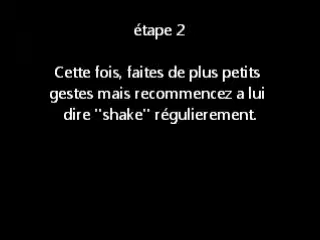 étape 2
Cette fois, faites de plus petits
gestes mais recommencez a lui
dire "shake" régulierement.